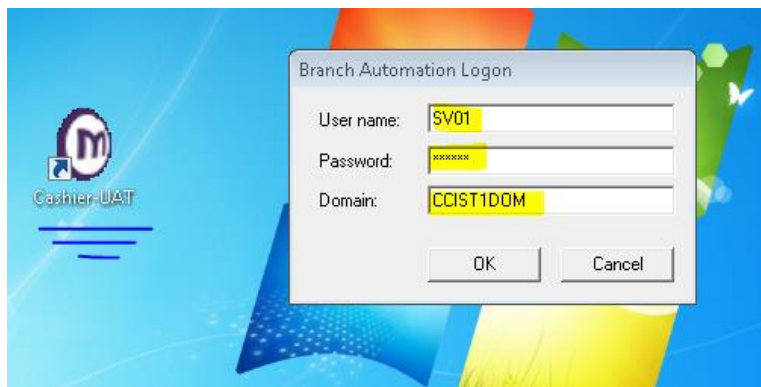 Branch Automation Logon
User name: SV01
Password: ******
Domain: CCIST1DOM
OK Cancel
m
Cashier-UAT